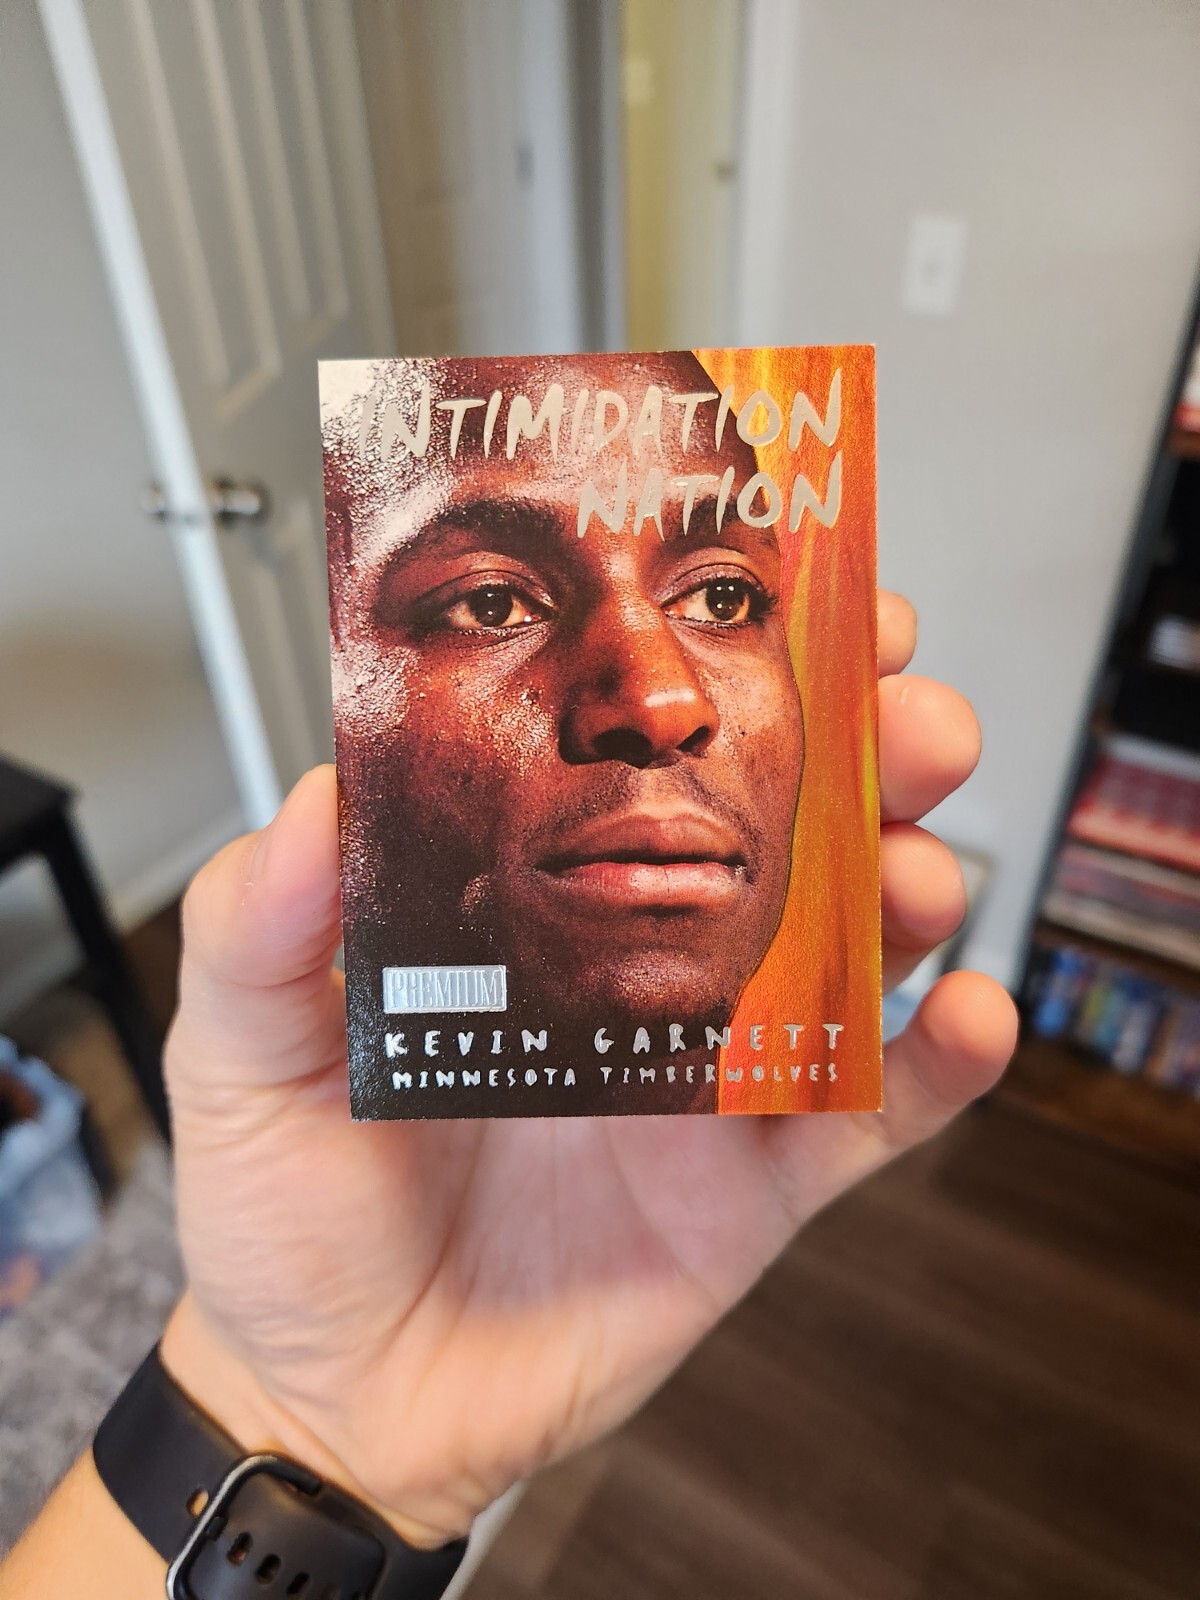 INTIMIDATION
NATION
PREMIUM
KEVIN GARNETT
MINNESOTA TIMBERWOLVES